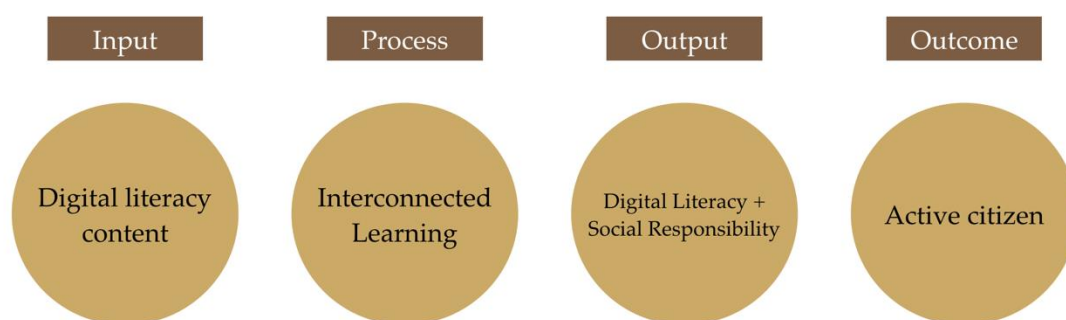 Input
Process
Output
Outcome
Digital literacy
content
Interconnected
Learning
Digital Literacy +
Social Responsibility
Active citizen